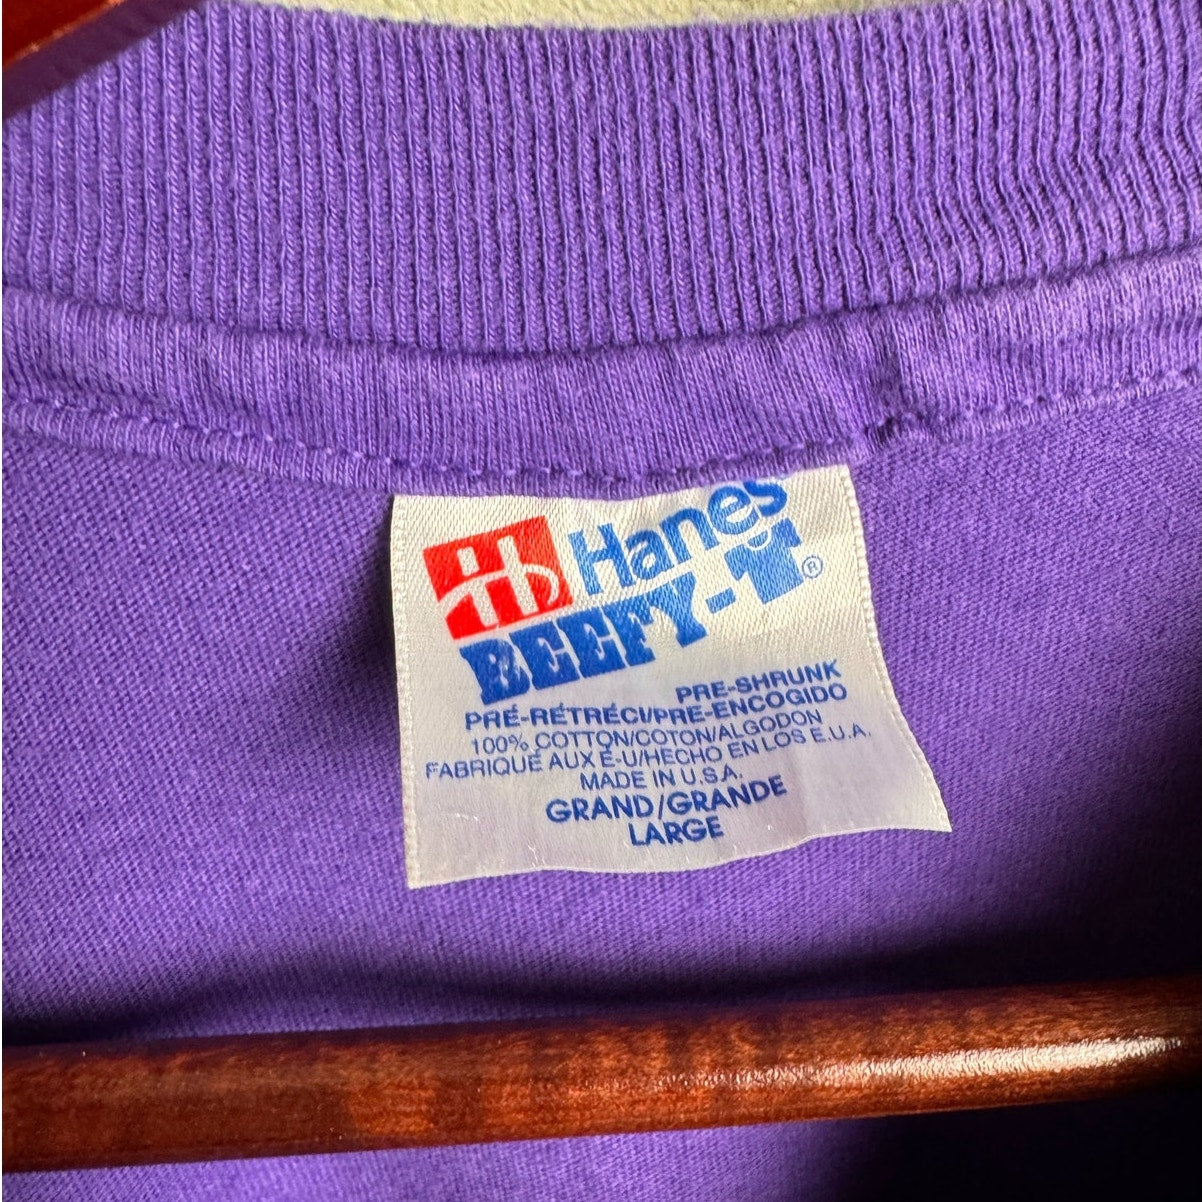 Hanes
BEEFY-T®
PRE-SHRUNK
PRÉ-RÉTRÉCI/PRE-ENCOGIDO
100% COTTON/COTON/ALGODON
FABRIQUÉ AUX É-U/HECHO EN LOS E.U.A.
MADE IN U.S.A.
GRAND/GRANDE
LARGE